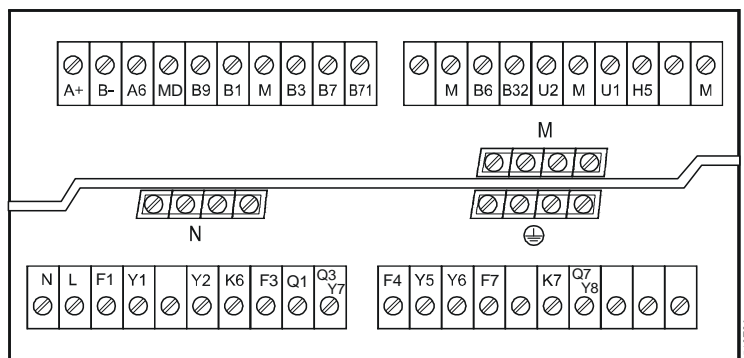 A+ B- A6 MD B9 B1 M B3 B7 B71 M B6 B32 U2 M U1 H5 M
M
N
N L F1 Y1 Y2 K6 F3 Q1 Q3 Y7 F4 Y5 Y6 F7 K7 Q7 Y8